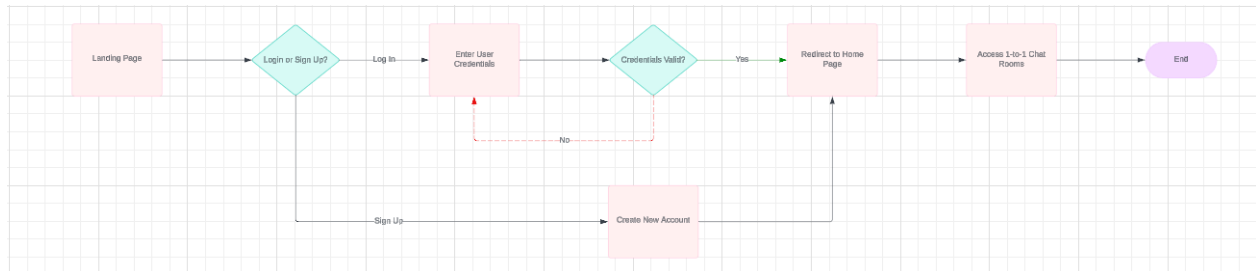 Landing Page
Login or Sign Up?
Log In
Enter User
Credentials
Credentials Valid?
Yes
Redirect to Home
Page
Access 1-to-1 Chat
Rooms
End
No
Sign Up
Create New Account